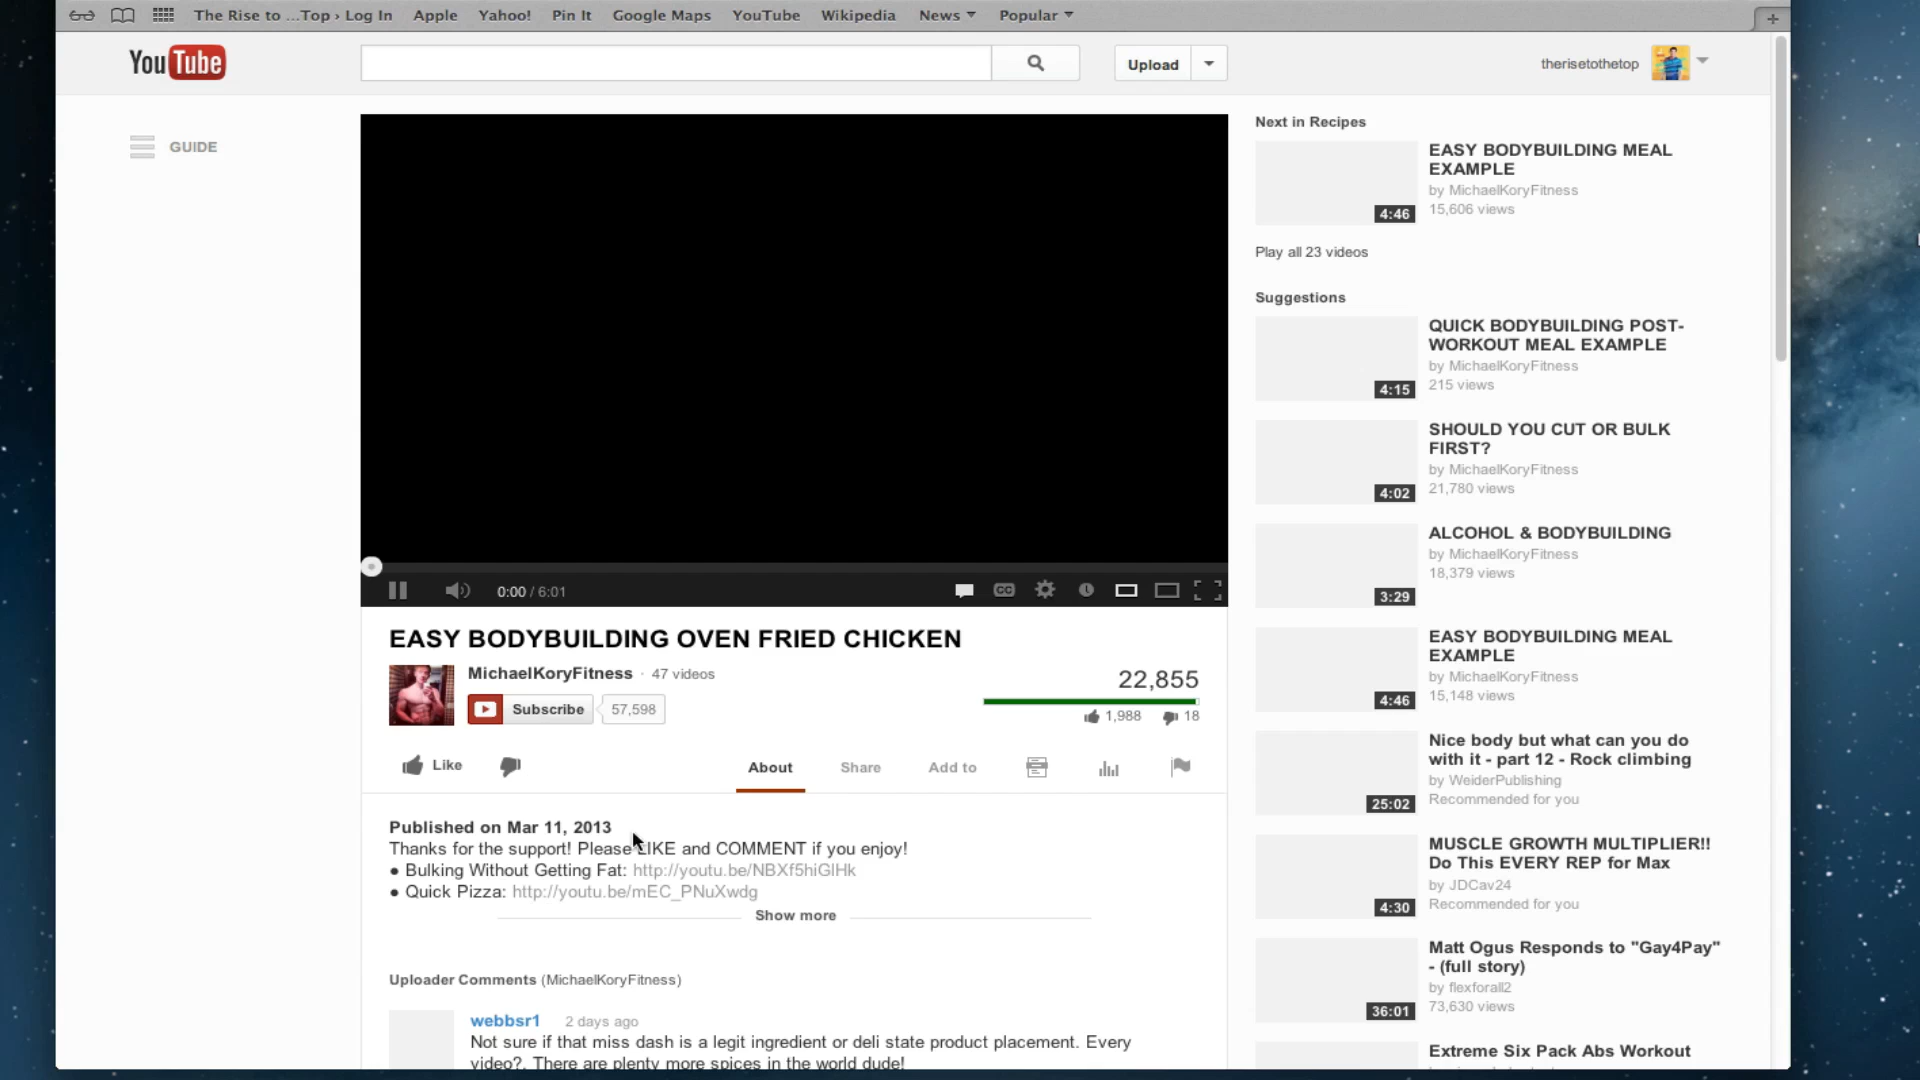 The Rise to ...Top › Log In Apple Yahoo! Pin It Google Maps YouTube Wikipedia News Popular
YouTube
Upload
therisetothetop
GUIDE
0:00 / 6:01
EASY BODYBUILDING OVEN FRIED CHICKEN
MichaelKoryFitness · 47 videos
Subscribe 57,598
22,855
1,988 18
Like
About Share Add to
Published on Mar 11, 2013
Thanks for the support! Please LIKE and COMMENT if you enjoy!
● Bulking Without Getting Fat: http://youtu.be/NBXf5hiGlHk
● Quick Pizza: http://youtu.be/mEC_PNuXwdg
Show more
Uploader Comments (MichaelKoryFitness)
webbsr1 2 days ago
Not sure if that miss dash is a legit ingredient or deli state product placement. Every
video?. There are plenty more spices in the world dude!
Next in Recipes
EASY BODYBUILDING MEAL
EXAMPLE
by MichaelKoryFitness
15,606 views
4:46
Play all 23 videos
Suggestions
QUICK BODYBUILDING POST-
WORKOUT MEAL EXAMPLE
by MichaelKoryFitness
215 views
4:15
SHOULD YOU CUT OR BULK
FIRST?
by MichaelKoryFitness
21,780 views
4:02
ALCOHOL & BODYBUILDING
by MichaelKoryFitness
18,379 views
3:29
EASY BODYBUILDING MEAL
EXAMPLE
by MichaelKoryFitness
15,148 views
4:46
Nice body but what can you do
with it - part 12 - Rock climbing
by WeiderPublishing
Recommended for you
25:02
MUSCLE GROWTH MULTIPLIER!!
Do This EVERY REP for Max
by JDCav24
Recommended for you
4:30
Matt Ogus Responds to "Gay4Pay"
- (full story)
by flexforall2
73,630 views
36:01
Extreme Six Pack Abs Workout